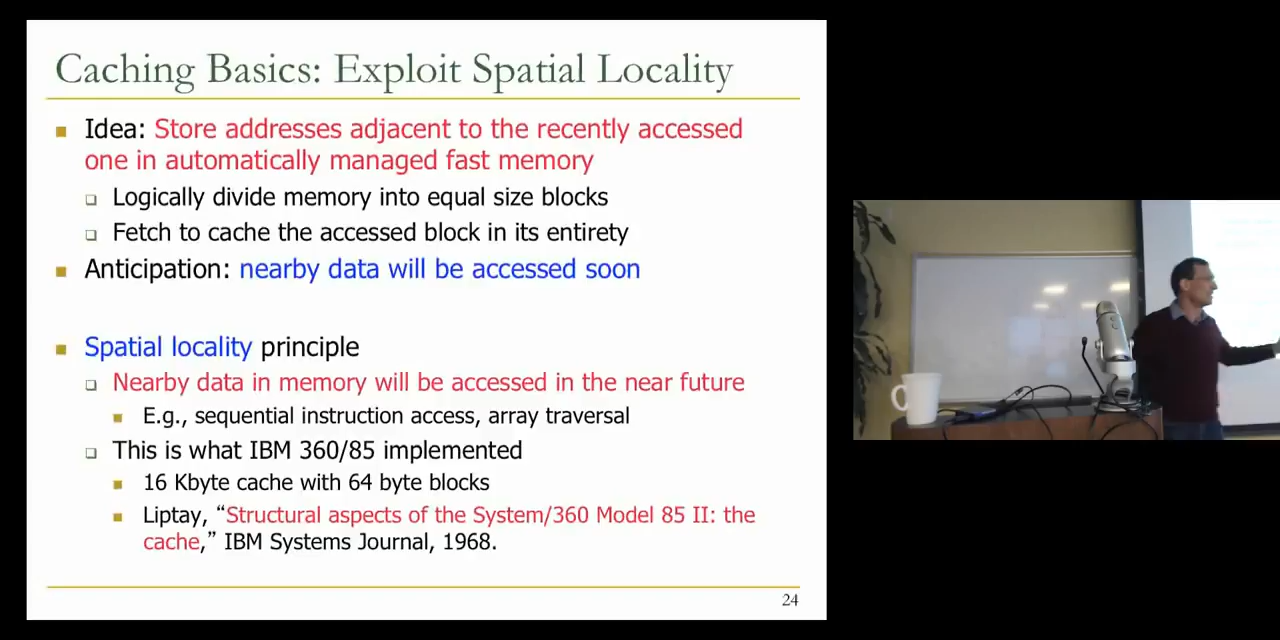 Caching Basics: Exploit Spatial Locality
Idea: Store addresses adjacent to the recently accessed
one in automatically managed fast memory
Logically divide memory into equal size blocks
Fetch to cache the accessed block in its entirety
Anticipation: nearby data will be accessed soon
Spatial locality principle
Nearby data in memory will be accessed in the near future
E.g., sequential instruction access, array traversal
This is what IBM 360/85 implemented
16 Kbyte cache with 64 byte blocks
Liptay, “Structural aspects of the System/360 Model 85 II: the
cache,” IBM Systems Journal, 1968.
24